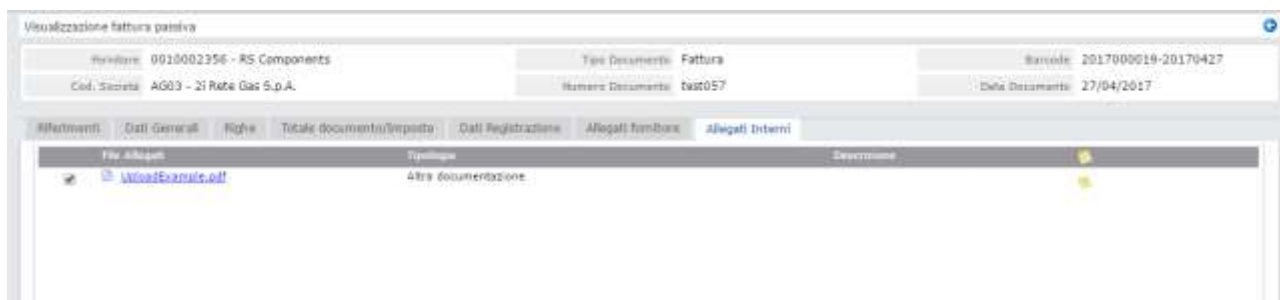 Visualizzazione fattura passiva
Fornitore 0010002356 - RS Components Tipo Documento Fattura Barcode 2017000019-20170427
Cod. Società AG03 - 2i Rete Gas S.p.A. Numero Documento test057 Data Documento 27/04/2017
Riferimenti Dati Generali Righe Totale documento/Imposte Dati Registrazione Allegati fornitore Allegati Interni
File Allegati Tipologia Descrizione
UploadExample.pdf Altra documentazione